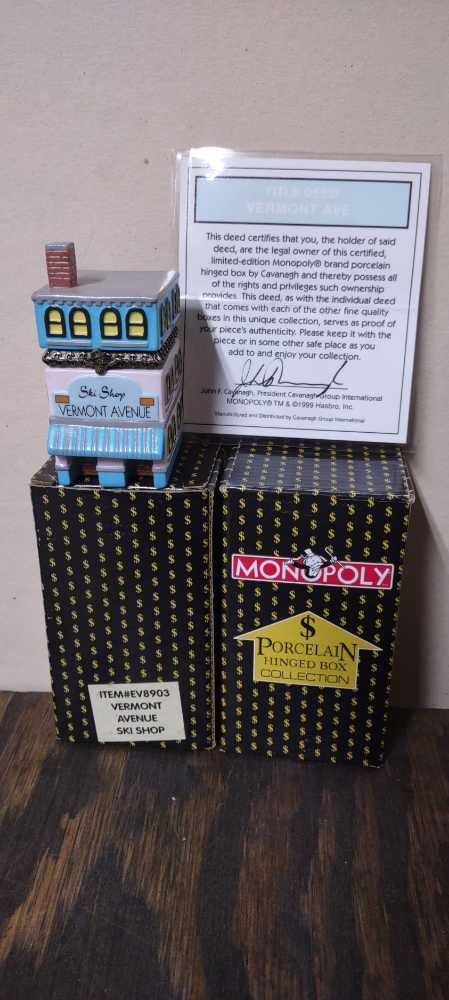 TITLE DEED
VERMONT AVE
This deed certifies that you, the holder of said
deed, are the legal owner of this certified,
limited-edition Monopoly® brand porcelain
hinged box by Cavanagh and thereby possess all
of the rights and privileges such ownership
provides. This deed, as with the individual deed
that comes with each of the other fine quality
boxes in this unique collection, serves as proof of
your piece's authenticity. Please keep it with the
piece or in some other safe place as you
add to and enjoy your collection.
John F. Cavanagh, President Cavanagh Group International
MONOPOLY® TM & ©1999 Hasbro, Inc.
Manufactured and Distributed by Cavanagh Group International
Ski Shop
VERMONT AVENUE
ITEM#EV8903
VERMONT
AVENUE
SKI SHOP
MONOPOLY
$
PORCELAIN
HINGED BOX
COLLECTION